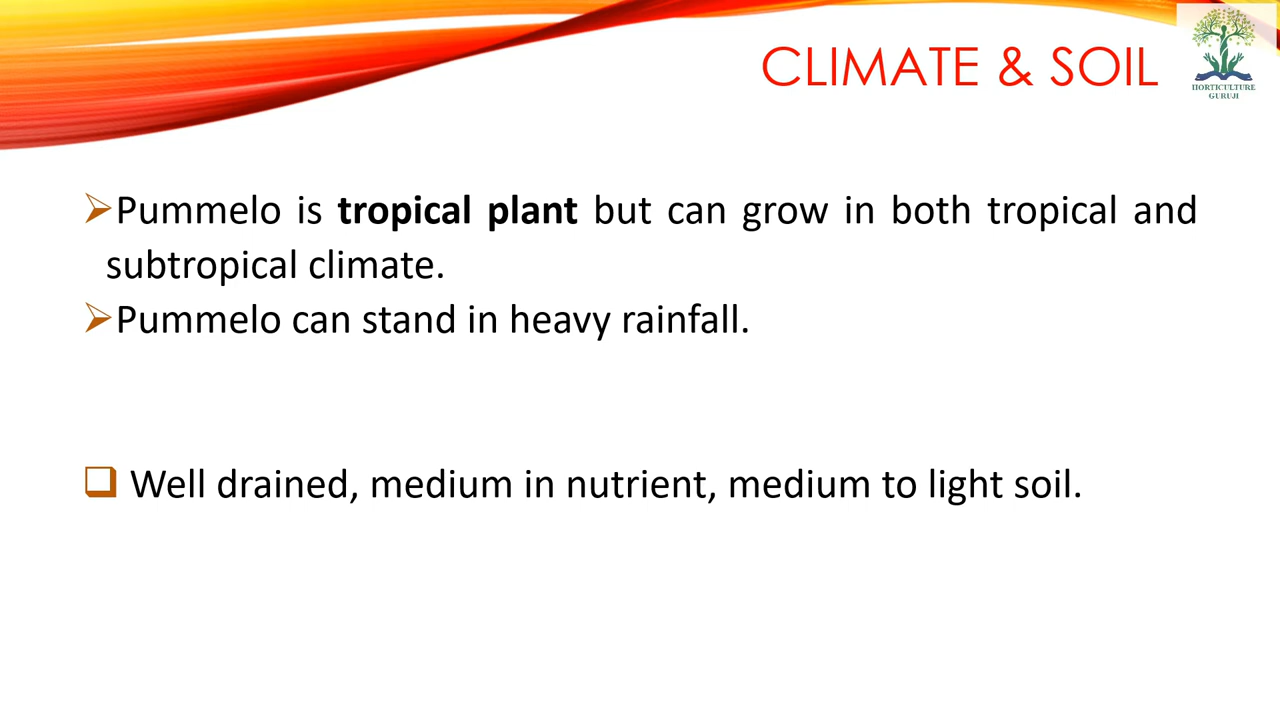 CLIMATE & SOIL
HORTICULTURE
GURUJI
Pummelo is tropical plant but can grow in both tropical and
subtropical climate.
Pummelo can stand in heavy rainfall.
Well drained, medium in nutrient, medium to light soil.